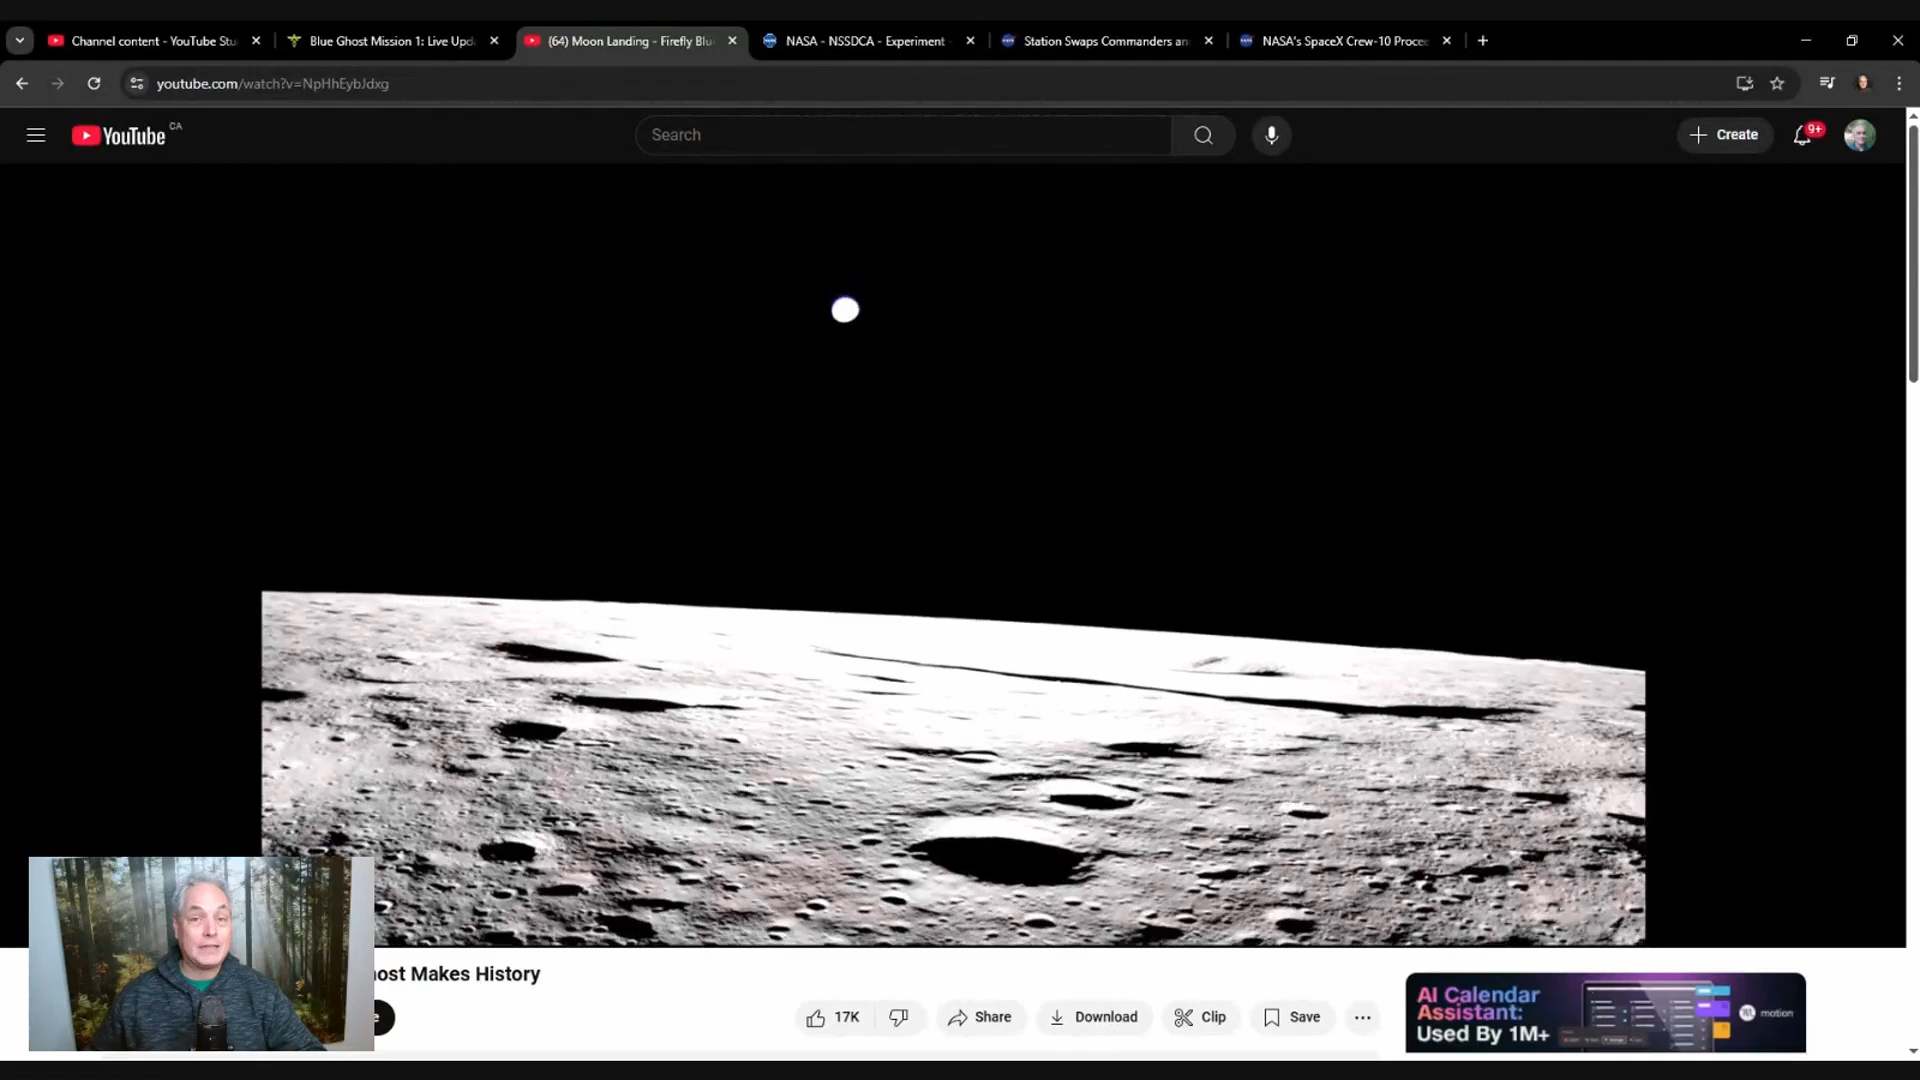 Channel content - YouTube Stu
Blue Ghost Mission 1: Live Upd
(64) Moon Landing - Firefly Blu
NASA - NSSDCA - Experiment
Station Swaps Commanders an
NASA's SpaceX Crew-10 Procee
youtube.com/watch?v=NpHhEybJdxg
YouTube CA
Search
Create
9+
ost Makes History
e
17K
Share
Download
Clip
Save
AI Calendar
Assistant:
Used By 1M+
motion